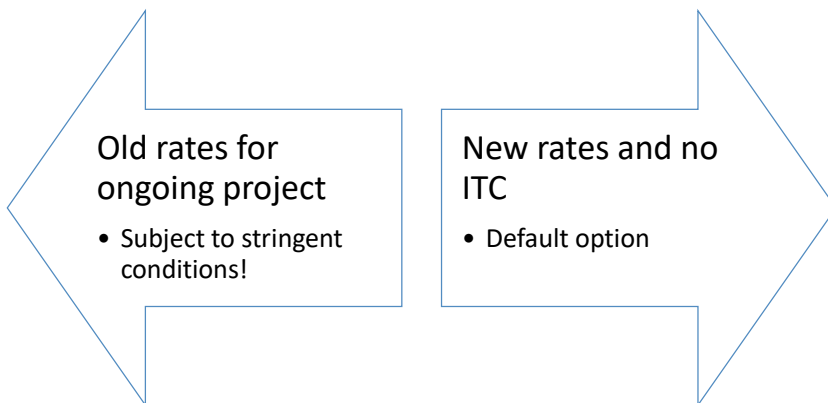 Old rates for
ongoing project
• Subject to stringent
conditions!
New rates and no
ITC
• Default option